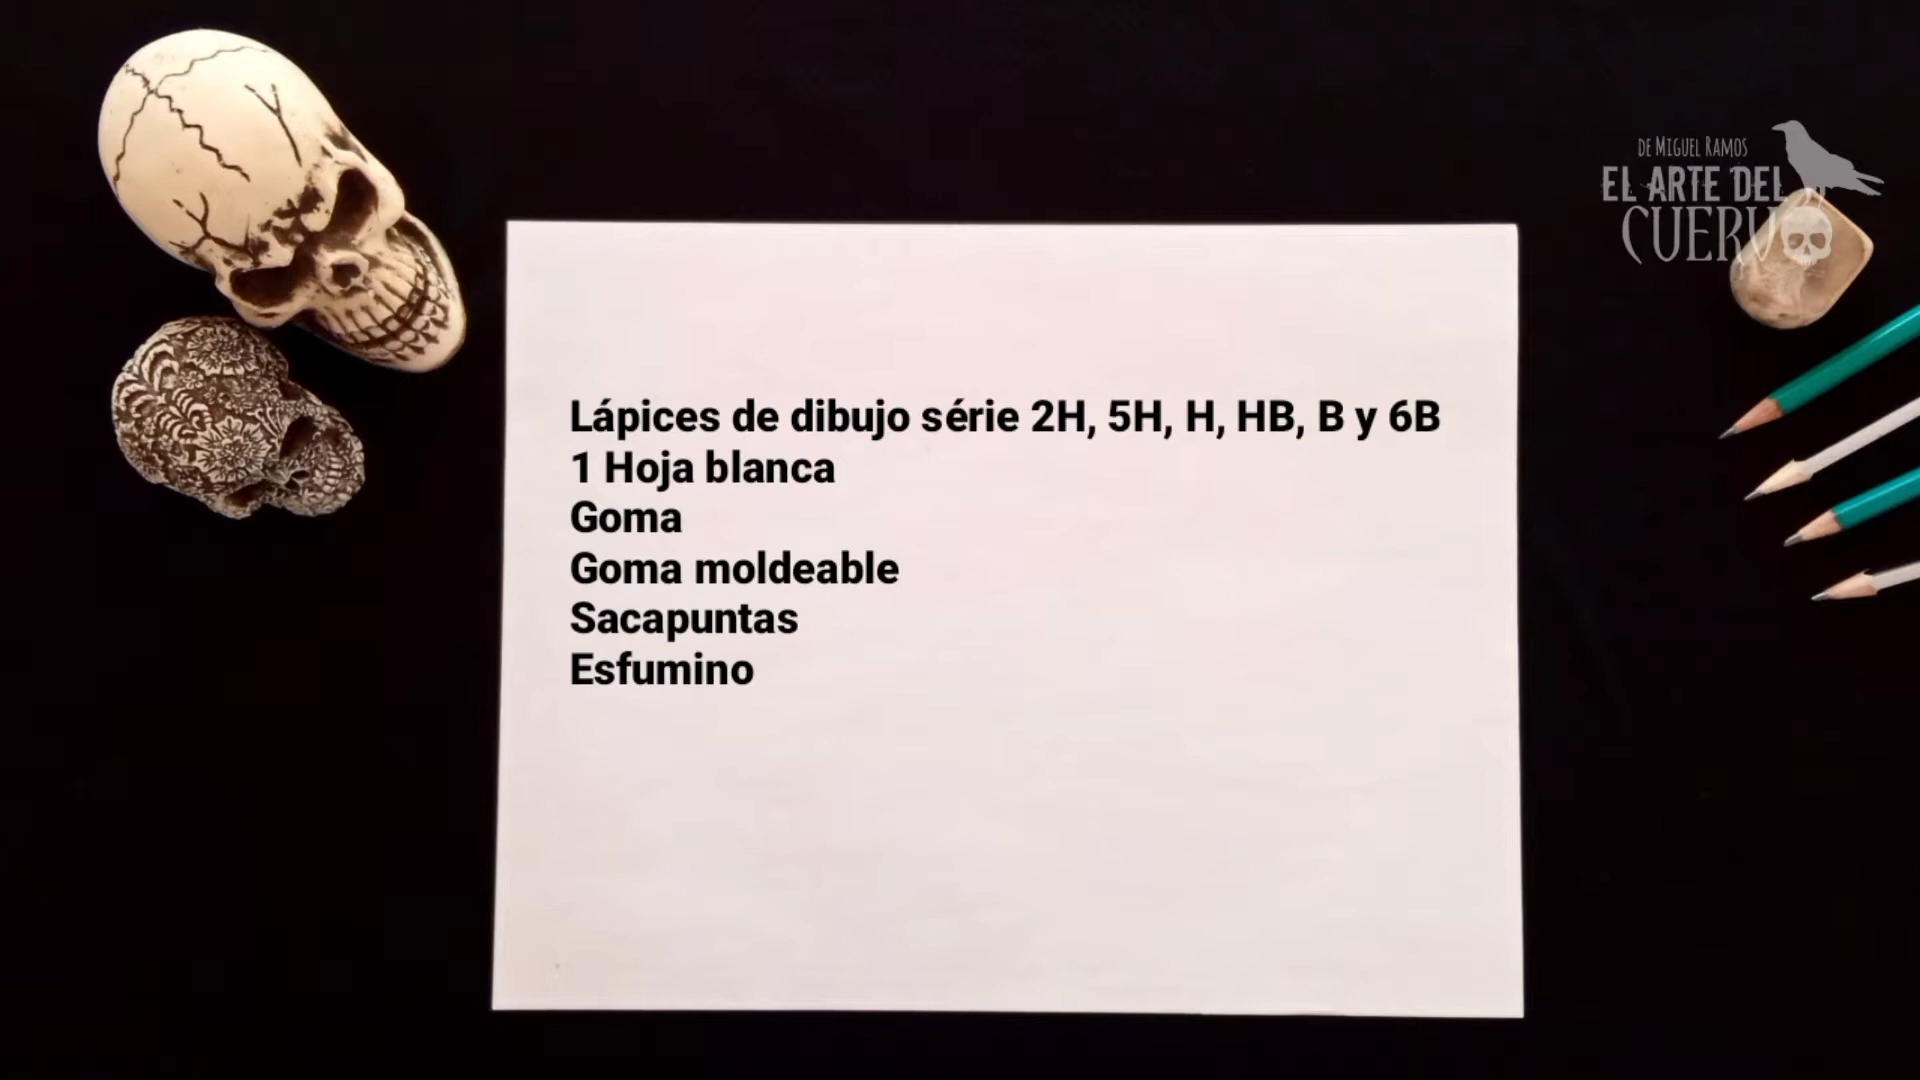 DE MIGUEL RAMOS
EL ARTE DEL
CUERVO
Lápices de dibujo série 2H, 5H, H, HB, B y 6B
1 Hoja blanca
Goma
Goma moldeable
Sacapuntas
Esfumino